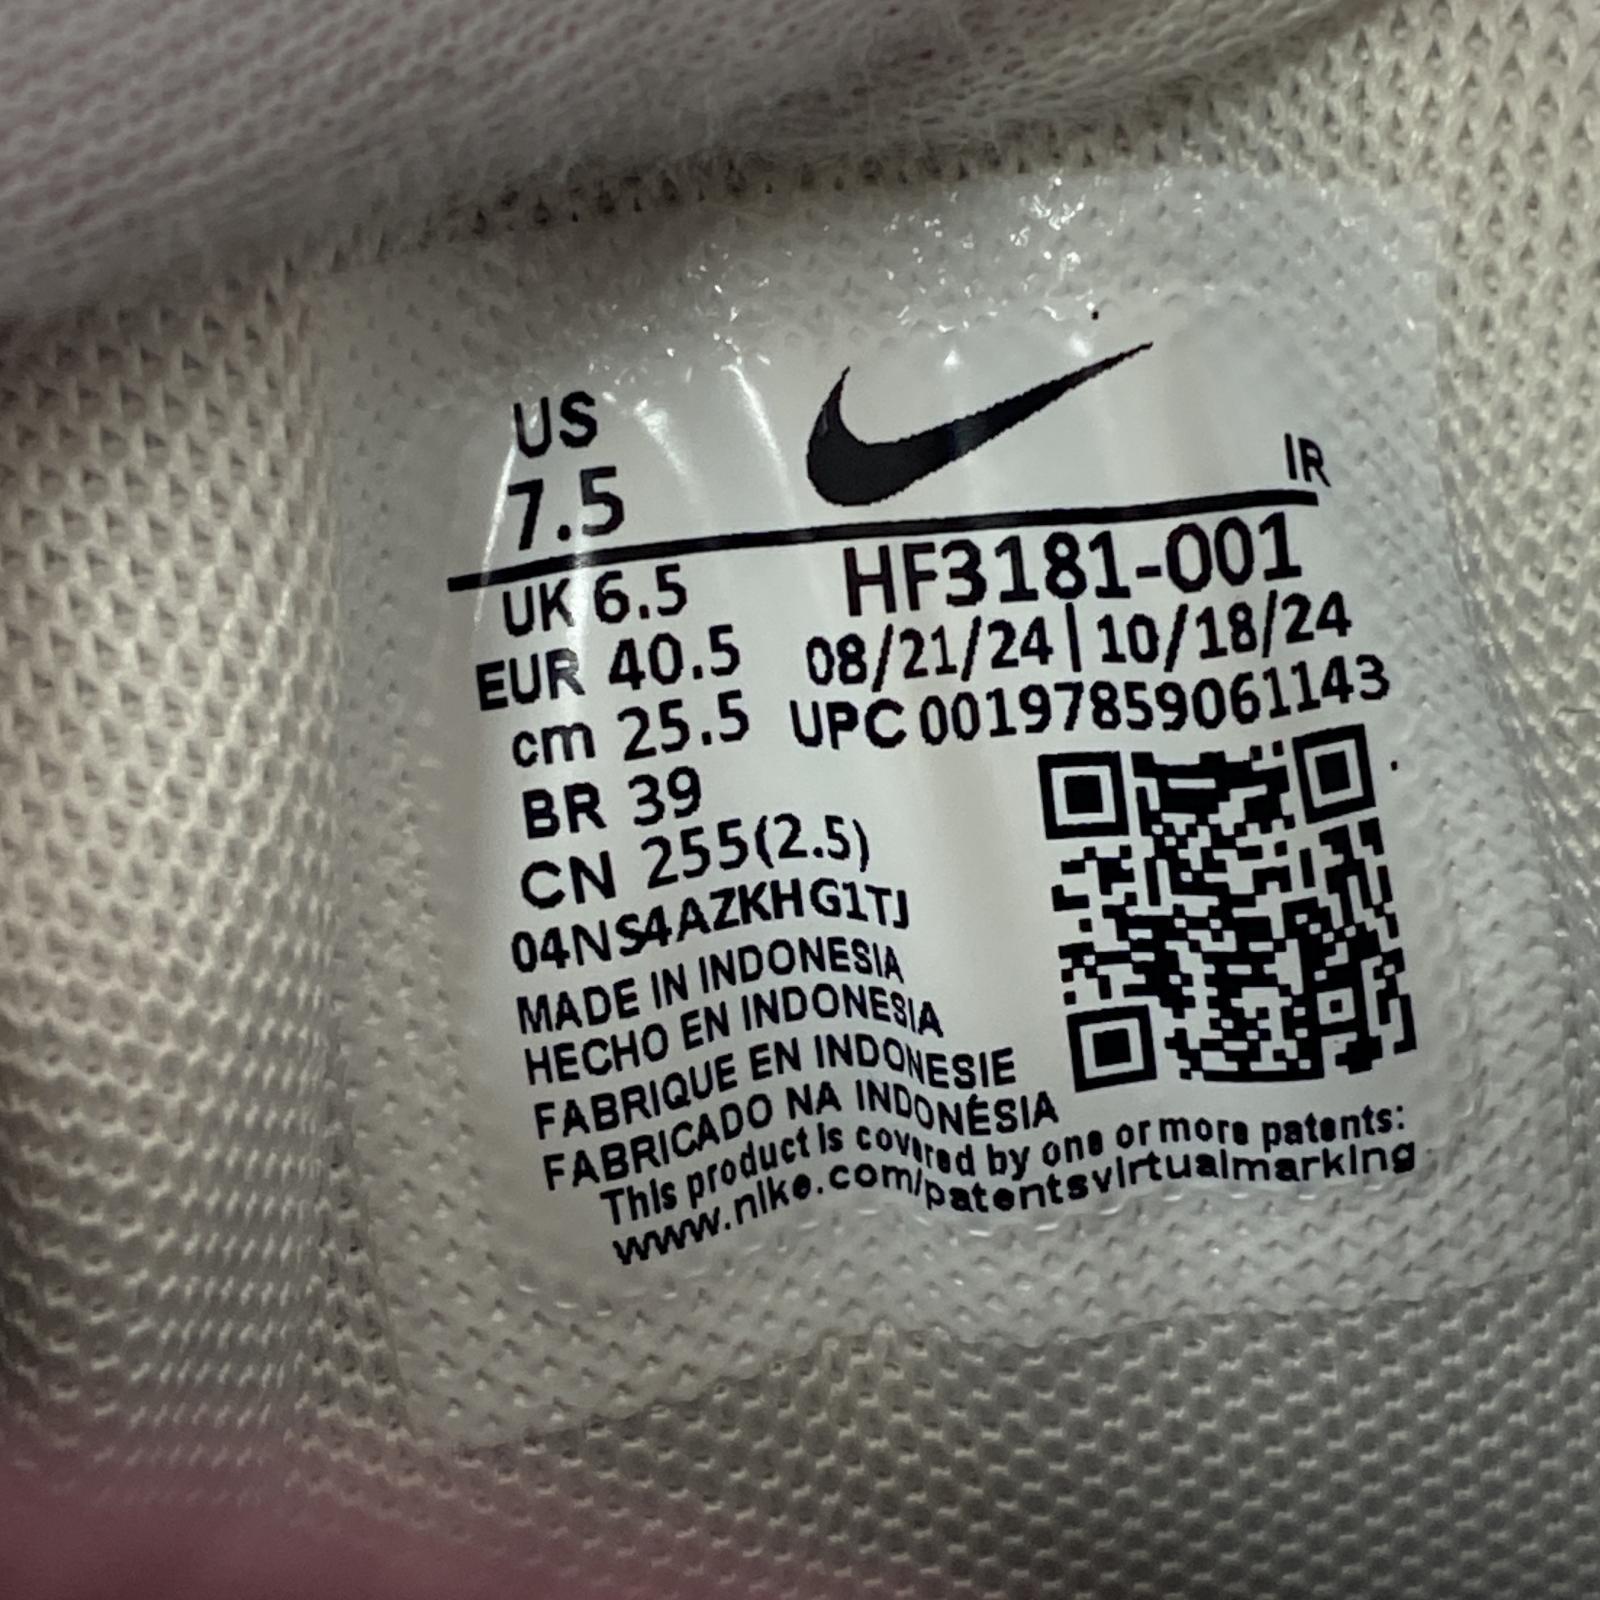 US
7.5
IR
UK 6.5
HF3181-001
EUR 40.5
08/21/24|10/18/24
cm 25.5
UPC 00197859061143
BR 39
CN 255(2.5)
04NS4AZKHG1TJ
MADE IN INDONESIA
HECHO EN INDONESIA
FABRIQUE EN INDONESIE
FABRICADO NA INDONÉSIA
This product is covered by one or more patents:
www.nike.com/patentsvirtualmarking